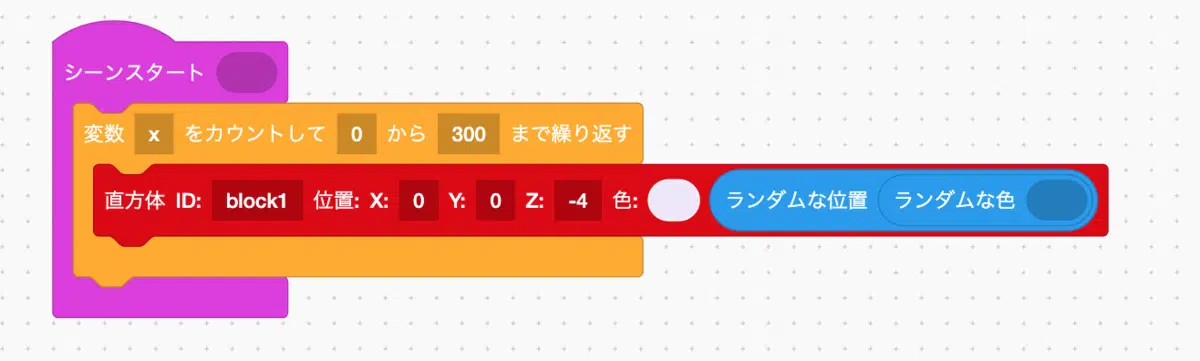 シーンスタート
変数 x をカウントして 0 から 300 まで繰り返す
直方体 ID: block1 位置: X: 0 Y: 0 Z: -4 色: ランダムな位置 ランダムな色